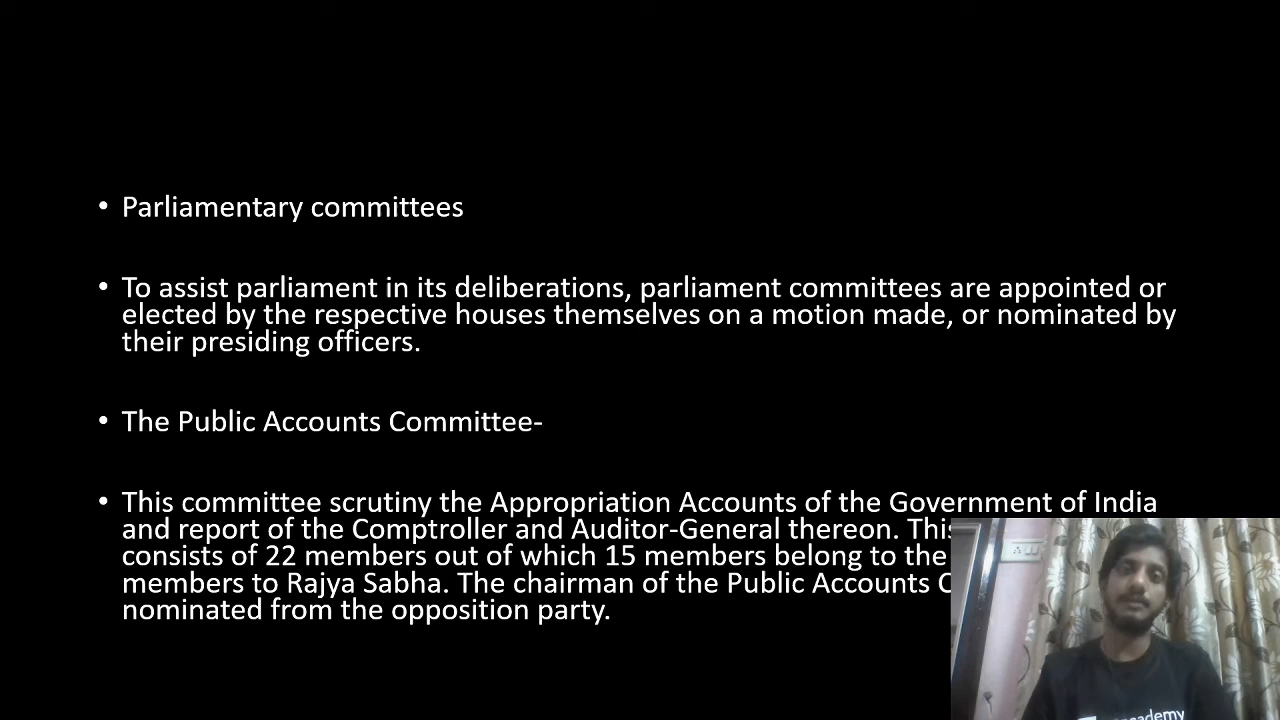 • Parliamentary committees
• To assist parliament in its deliberations, parliament committees are appointed or
elected by the respective houses themselves on a motion made, or nominated by
their presiding officers.
• The Public Accounts Committee-
• This committee scrutiny the Appropriation Accounts of the Government of India
and report of the Comptroller and Auditor-General thereon. This
consists of 22 members out of which 15 members belong to the
members to Rajya Sabha. The chairman of the Public Accounts
nominated from the opposition party.